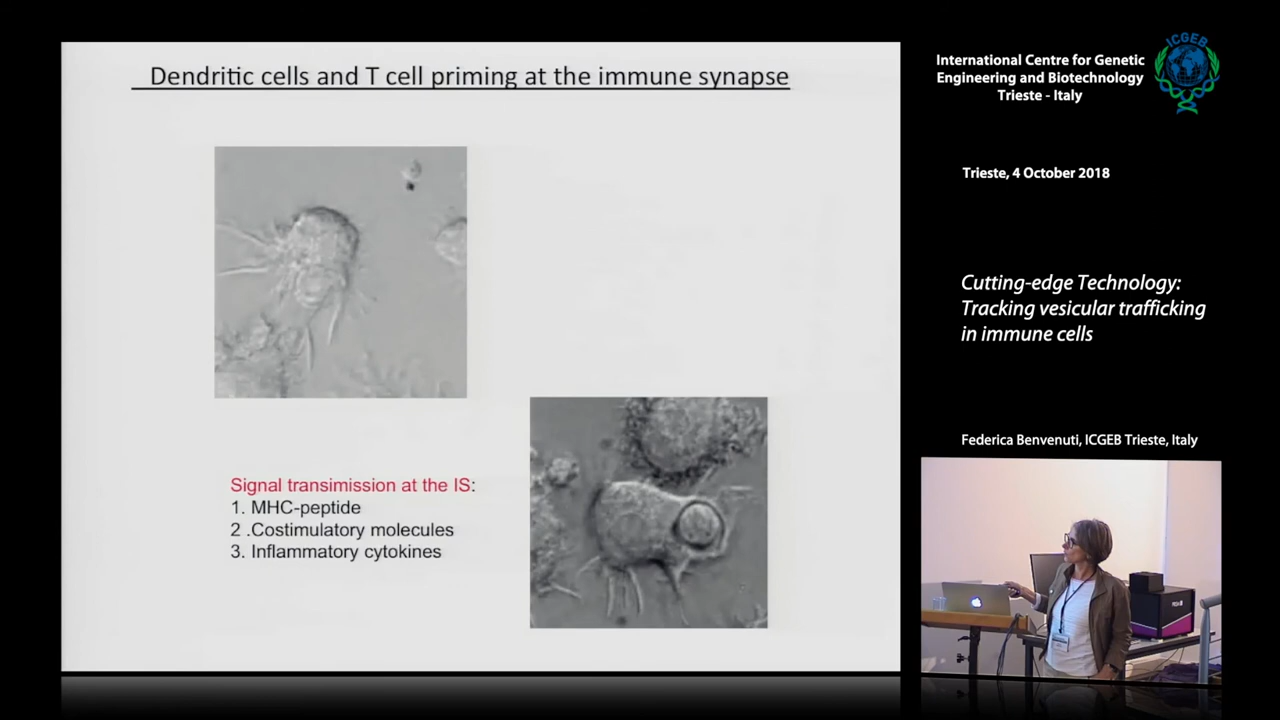 Dendritic cells and T cell priming at the immune synapse
Signal transimission at the IS:
1. MHC-peptide
2 .Costimulatory molecules
3. Inflammatory cytokines
ICGEB
International Centre for Genetic
Engineering and Biotechnology
Trieste - Italy
Trieste, 4 October 2018
Cutting-edge Technology:
Tracking vesicular trafficking
in immune cells
Federica Benvenuti, ICGEB Trieste, Italy